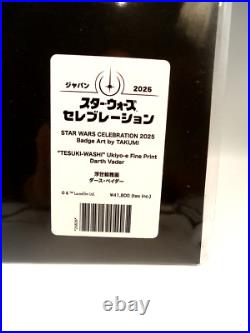 ジャパン 2025
スター・ウォーズ
セレブレーション
STAR WARS CELEBRATION 2025
Badge Art by TAKUMI
"TESUKI-WASHI" Ukiyo-e Fine Print
Darth Vader
浮世絵版画
ダース・ベイダー
© & ™ Lucasfilm Ltd.
¥41,800 (tax inc.)
128bit.com